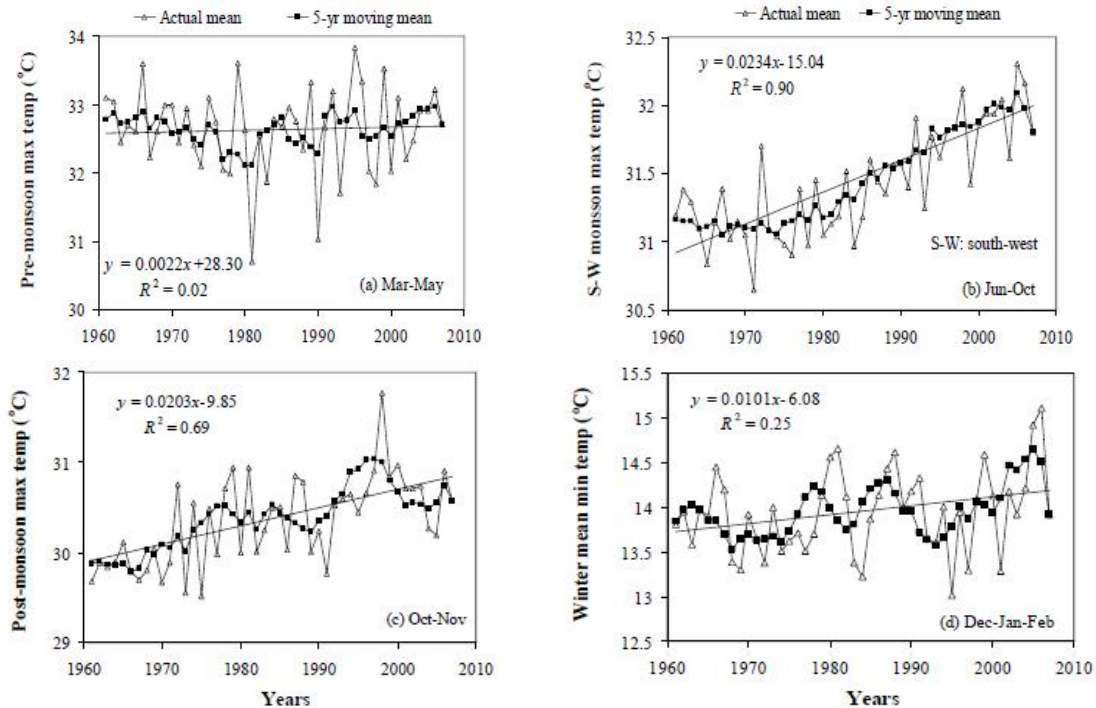 Actual mean 5-yr moving mean
Pre-monsoon max temp (°C)
34
33
32
31
30
y = 0.0022x+28.30
R² = 0.02
(a) Mar-May
1960 1970 1980 1990 2000 2010
Actual mean 5-yr moving mean
S-W monsson max temp (°C)
32.5
32
31.5
31
30.5
y = 0.0234x-15.04
R² = 0.90
S-W: south-west
(b) Jun-Oct
1960 1970 1980 1990 2000 2010
Post-monsoon max temp (°C)
32
31
30
29
y = 0.0203x-9.85
R² = 0.69
(c) Oct-Nov
1960 1970 1980 1990 2000 2010
Years
Winter mean min temp (°C)
15.5
15
14.5
14
13.5
13
12.5
y = 0.0101x-6.08
R² = 0.25
(d) Dec-Jan-Feb
1960 1970 1980 1990 2000 2010
Years